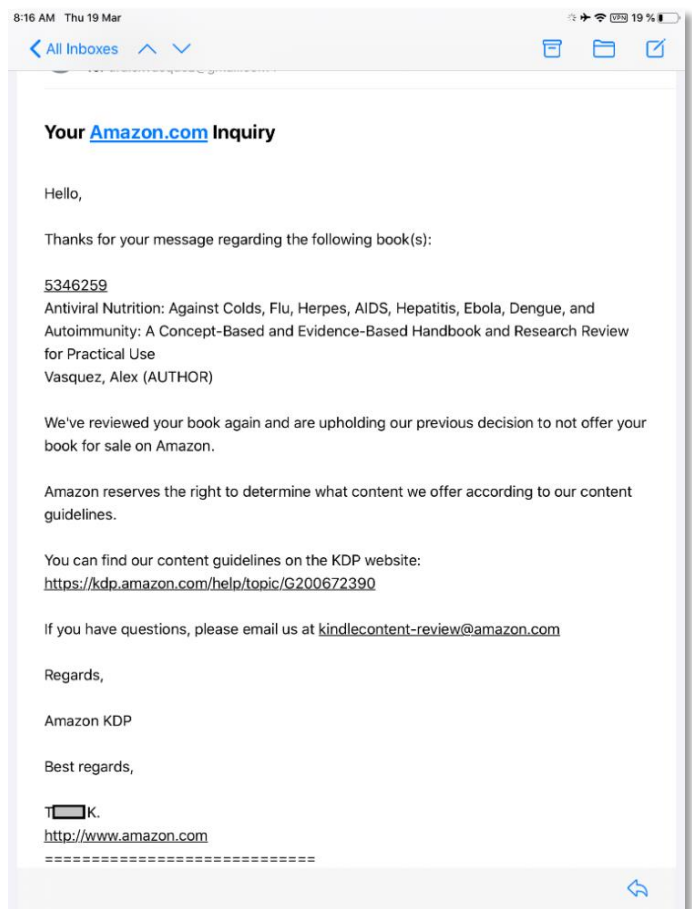 8:16 AM Thu 19 Mar
VPN 19 %
All Inboxes
Your Amazon.com Inquiry
Hello,
Thanks for your message regarding the following book(s):
5346259
Antiviral Nutrition: Against Colds, Flu, Herpes, AIDS, Hepatitis, Ebola, Dengue, and
Autoimmunity: A Concept-Based and Evidence-Based Handbook and Research Review
for Practical Use
Vasquez, Alex (AUTHOR)
We've reviewed your book again and are upholding our previous decision to not offer your
book for sale on Amazon.
Amazon reserves the right to determine what content we offer according to our content
guidelines.
You can find our content guidelines on the KDP website:
https://kdp.amazon.com/help/topic/G200672390
If you have questions, please email us at kindlecontent-review@amazon.com
Regards,
Amazon KDP
Best regards,
T K.
http://www.amazon.com
=============================